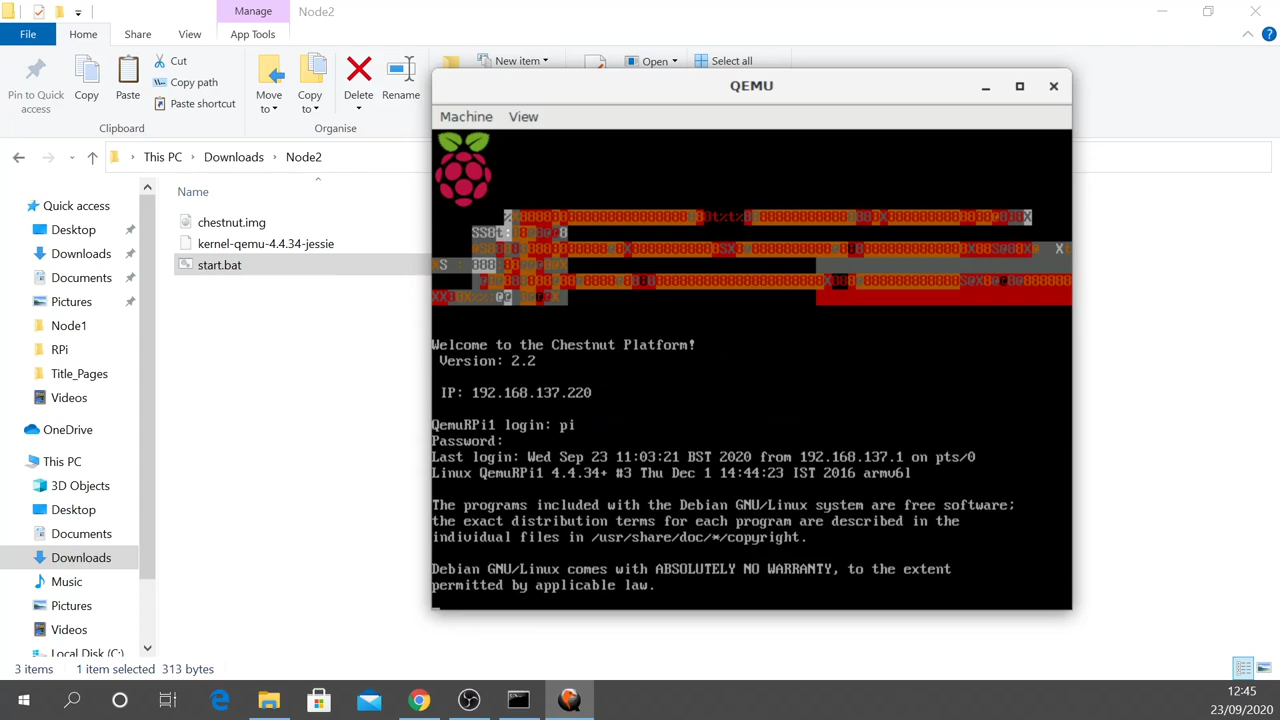 Manage
Node2
File
Home
Share
View
App Tools
Pin to Quick access
Copy
Paste
Cut
Copy path
Paste shortcut
Clipboard
Move to
Copy to
Delete
Rename
Organise
New item
Open
Select all
This PC
Downloads
Node2
Name
Quick access
Desktop
Downloads
Documents
Pictures
Node1
RPi
Title_Pages
Videos
OneDrive
This PC
3D Objects
Desktop
Documents
Downloads
Music
Pictures
Videos
Local Disk (C:)
chestnut.img
kernel-qemu-4.4.34-jessie
start.bat
QEMU
Machine
View
Welcome to the Chestnut Platform!
Version: 2.2
IP: 192.168.137.220
QemuRPi1 login: pi
Password:
Last login: Wed Sep 23 11:03:21 BST 2020 from 192.168.137.1 on pts/0
Linux QemuRPi1 4.4.34+ #3 Thu Dec 1 14:44:23 IST 2016 armv6l
The programs included with the Debian GNU/Linux system are free software;
the exact distribution terms for each program are described in the
individual files in /usr/share/doc/*/copyright.
Debian GNU/Linux comes with ABSOLUTELY NO WARRANTY, to the extent
permitted by applicable law.
3 items
1 item selected
313 bytes
12:45
23/09/2020